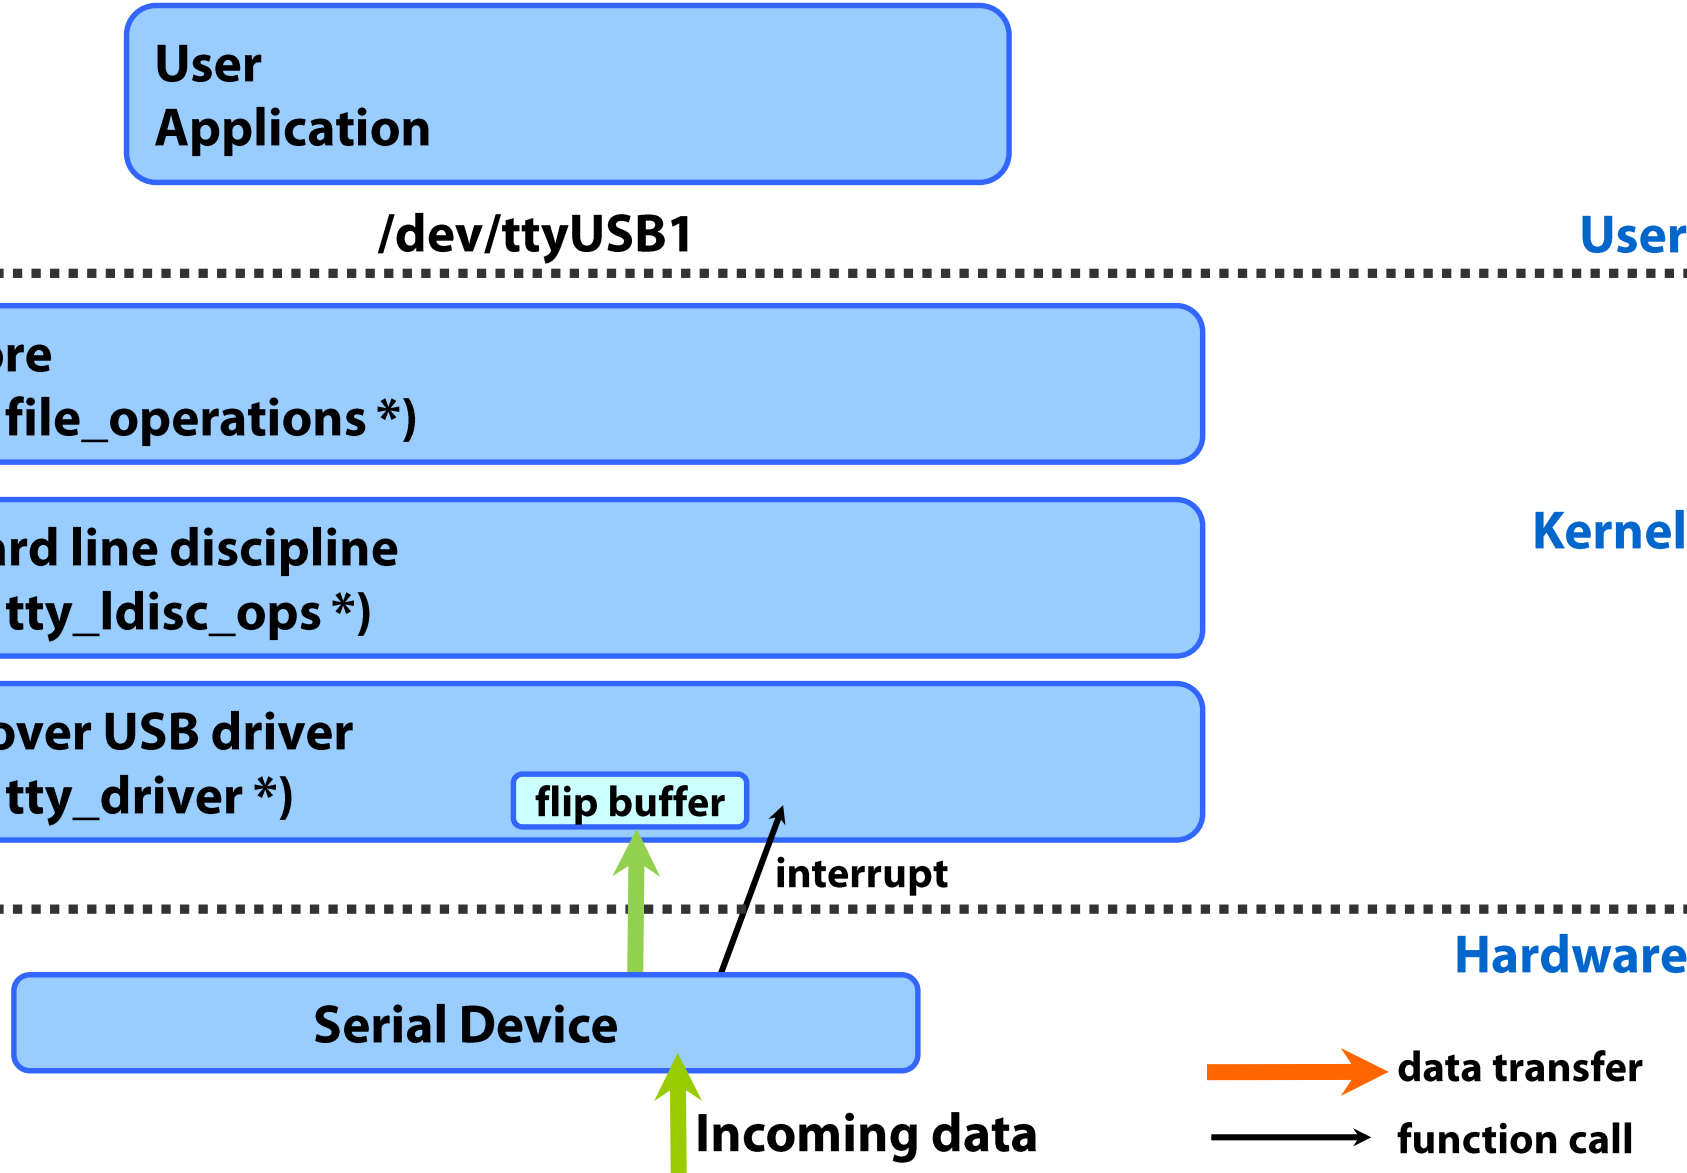 User
Application
/dev/ttyUSB1
User
ore
file_operations *)
ard line discipline
tty_ldisc_ops *)
Kernel
over USB driver
tty_driver *)
flip buffer
interrupt
Hardware
Serial Device
data transfer
Incoming data
function call